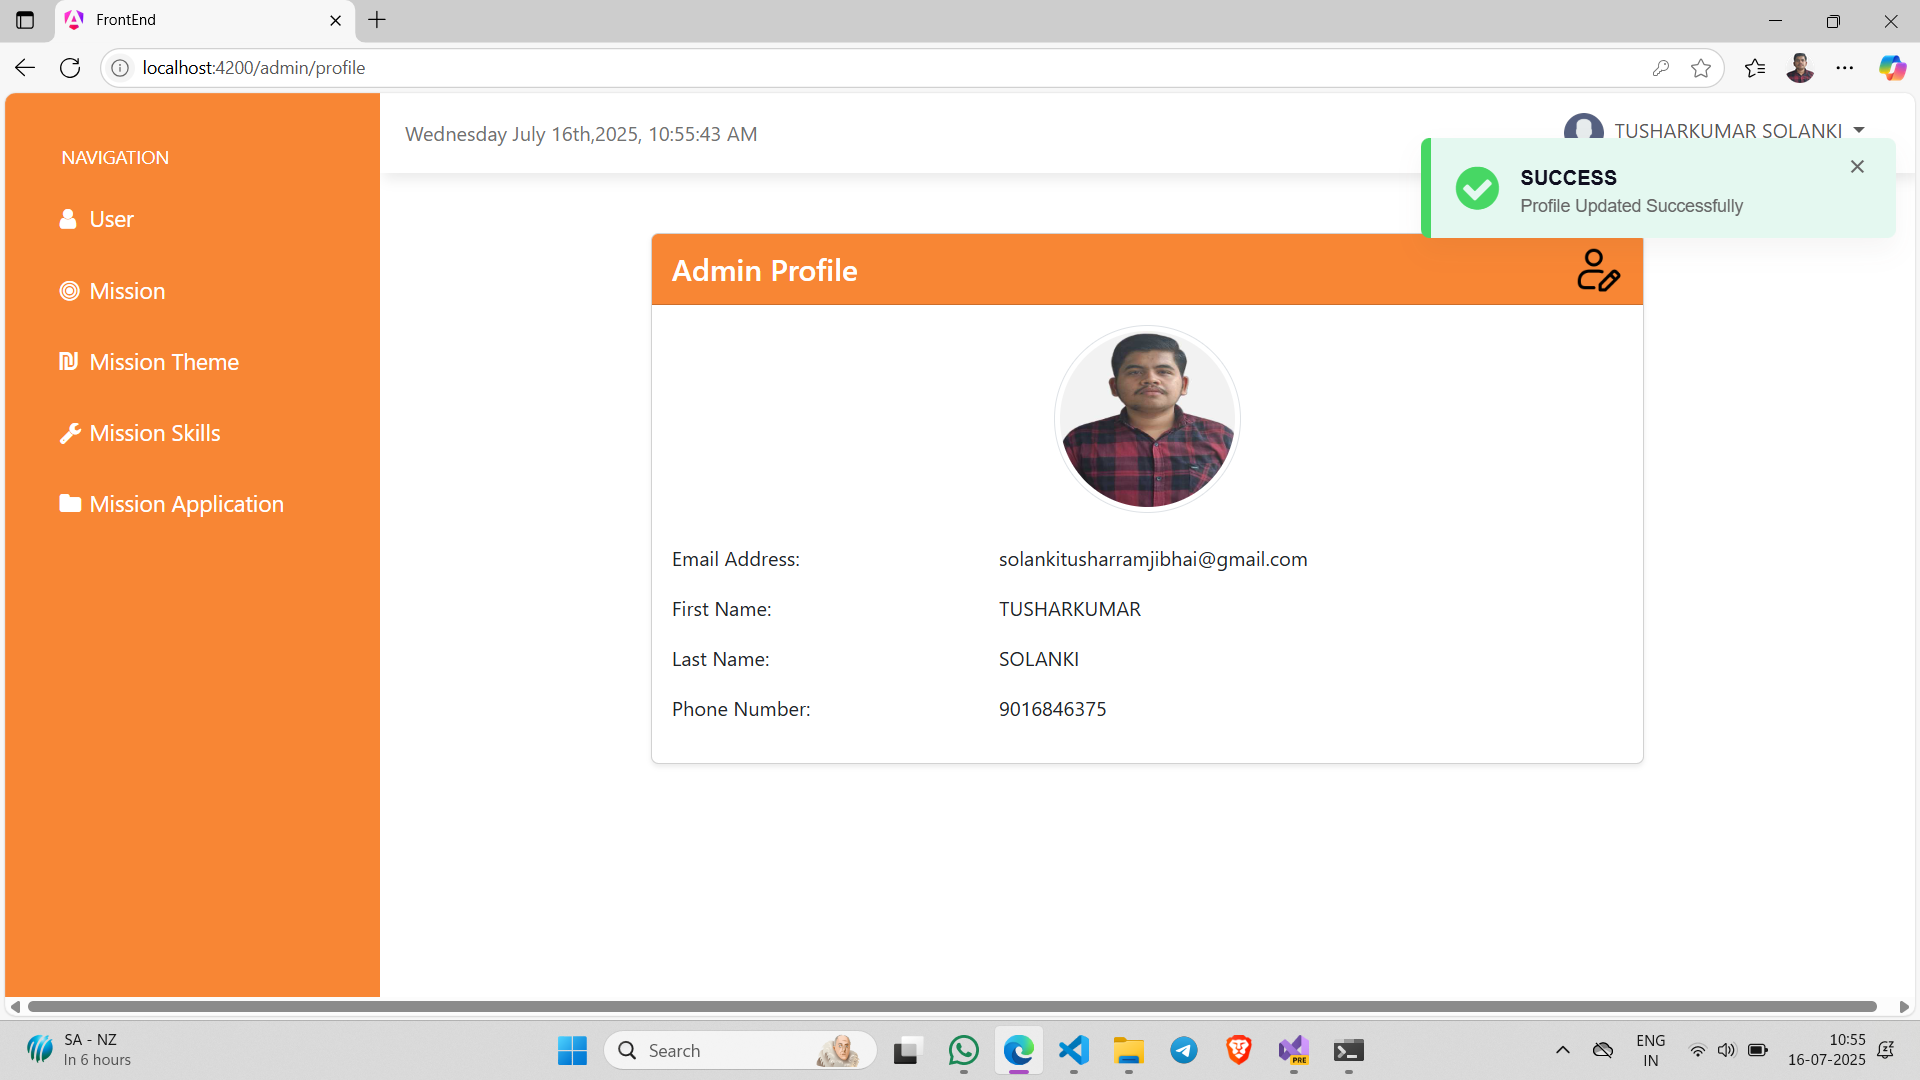 FrontEnd
localhost:4200/admin/profile
NAVIGATION
User
Mission
Mission Theme
Mission Skills
Mission Application
Wednesday July 16th,2025, 10:55:43 AM
TUSHARKUMAR SOLANKI
SUCCESS
Profile Updated Successfully
Admin Profile
Email Address: solankitusharramjibhai@gmail.com
First Name: TUSHARKUMAR
Last Name: SOLANKI
Phone Number: 9016846375
SA - NZ
In 6 hours
Search
PRE
ENG
IN
10:55
16-07-2025